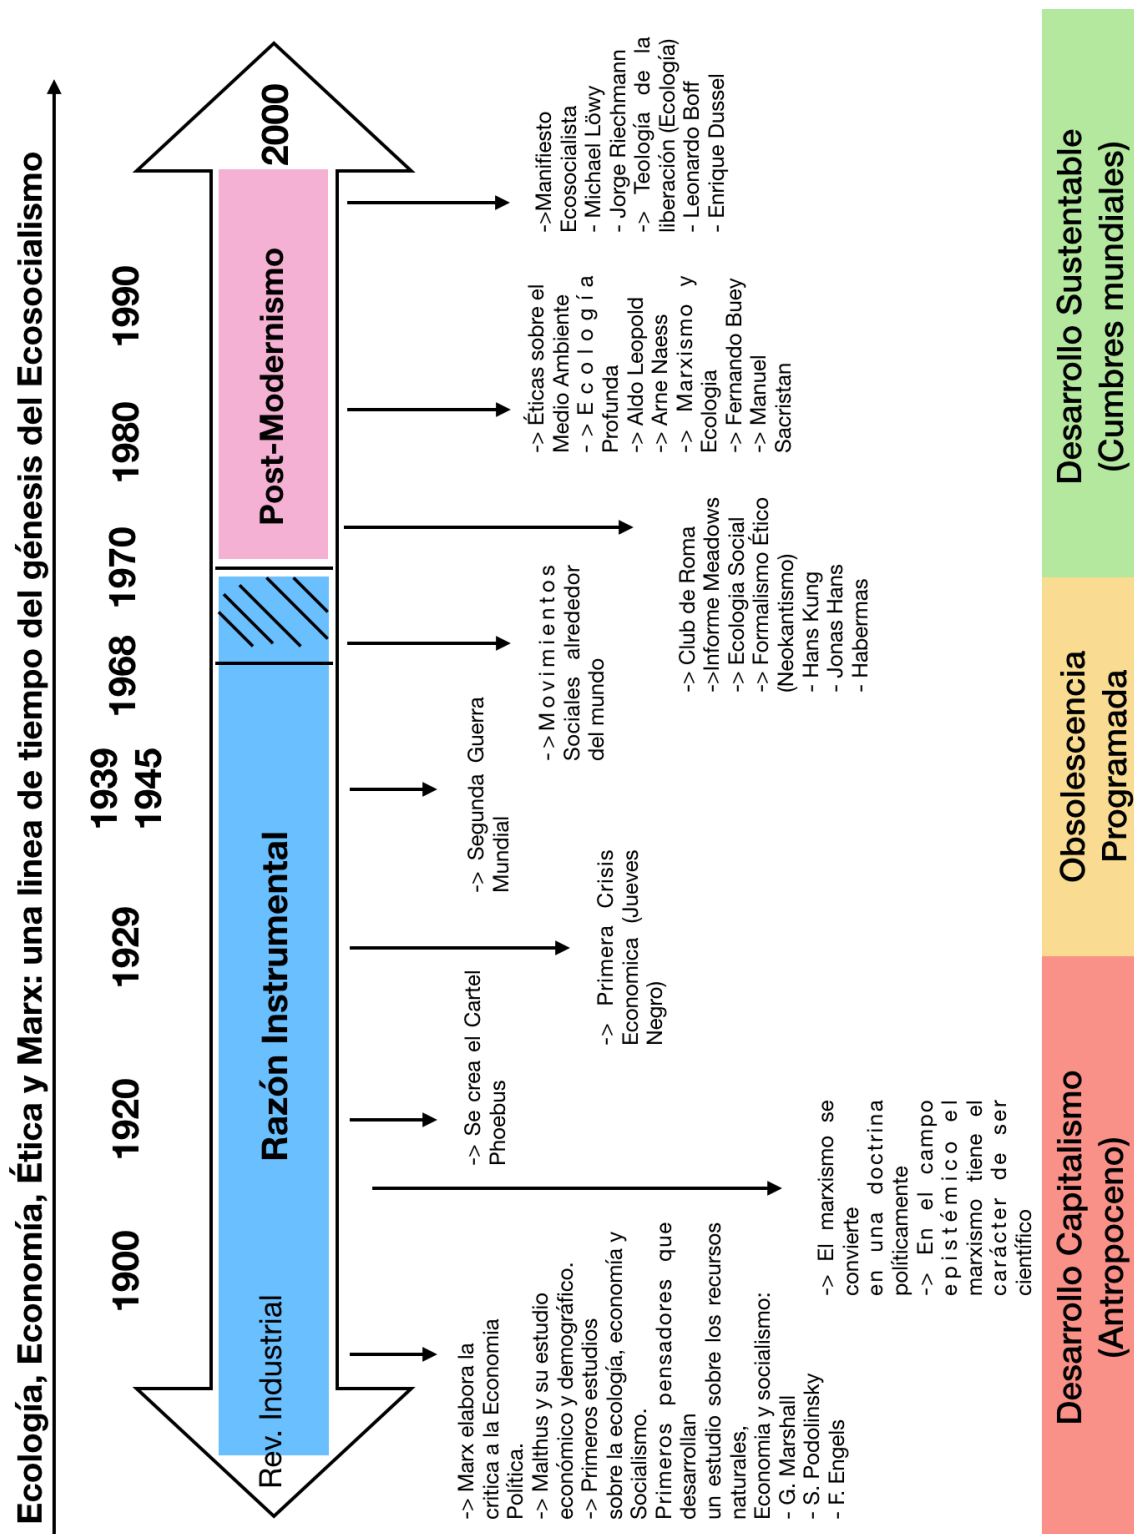 Ecología, Economía, Ética y Marx: una linea de tiempo del génesis del Ecosocialismo
1900
1920
1929
1939
1945
1968
1970
1980
1990
2000
Rev. Industrial
Razón Instrumental
Post-Modernismo
-> Marx elabora la
critica a la Economia
Política.
-> Malthus y su estudio
económico y demográfico.
-> Primeros estudios
sobre la ecología, economía y
Socialismo.
Primeros pensadores que
desarrollan
un estudio sobre los recursos
naturales,
Economia y socialismo:
- G. Marshall
- S. Podolinsky
- F. Engels
-> El marxismo se
convierte
en una doctrina
políticamente
-> En el campo
epistémico el
marxismo tiene el
carácter de ser
científico
-> Se crea el Cartel
Phoebus
-> Primera Crisis
Economica (Jueves
Negro)
-> Segunda Guerra
Mundial
-> Movimientos
Sociales alrededor
del mundo
-> Club de Roma
->Informe Meadows
-> Ecologia Social
-> Formalismo Ético
(Neokantismo)
- Hans Kung
- Jonas Hans
- Habermas
-> Éticas sobre el
Medio Ambiente
-> Ecología
Profunda
-> Aldo Leopold
-> Arne Naess
-> Marxismo y
Ecologia
-> Fernando Buey
-> Manuel
Sacristan
->Manifiesto
Ecosocialista
- Michael Löwy
- Jorge Riechmann
-> Teología de la
liberación (Ecología)
- Leonardo Boff
- Enrique Dussel
Desarrollo Capitalismo
(Antropoceno)
Obsolescencia
Programada
Desarrollo Sustentable
(Cumbres mundiales)